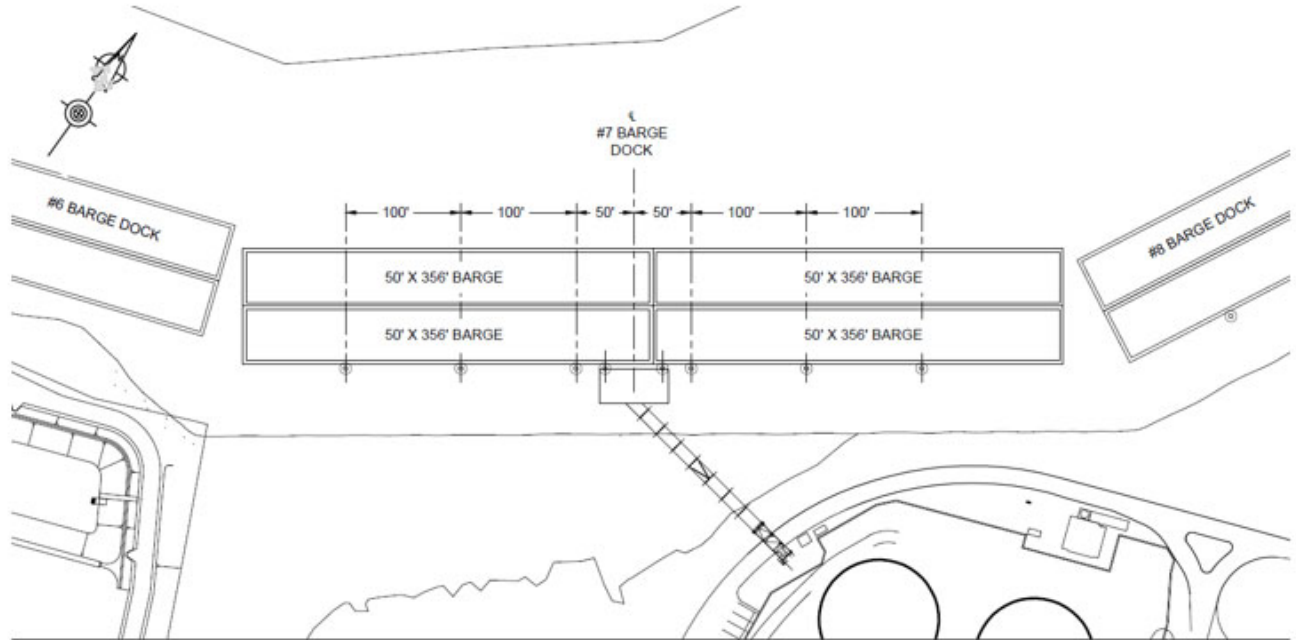 ℄
#7 BARGE
DOCK
#6 BARGE DOCK
#8 BARGE DOCK
100'
100'
50'
50'
100'
100'
50' X 356' BARGE
50' X 356' BARGE
50' X 356' BARGE
50' X 356' BARGE